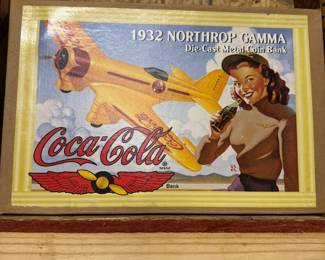 1932 NORTHROP GAMMA
Die-Cast Metal Coin Bank
Coca-Cola
Bank